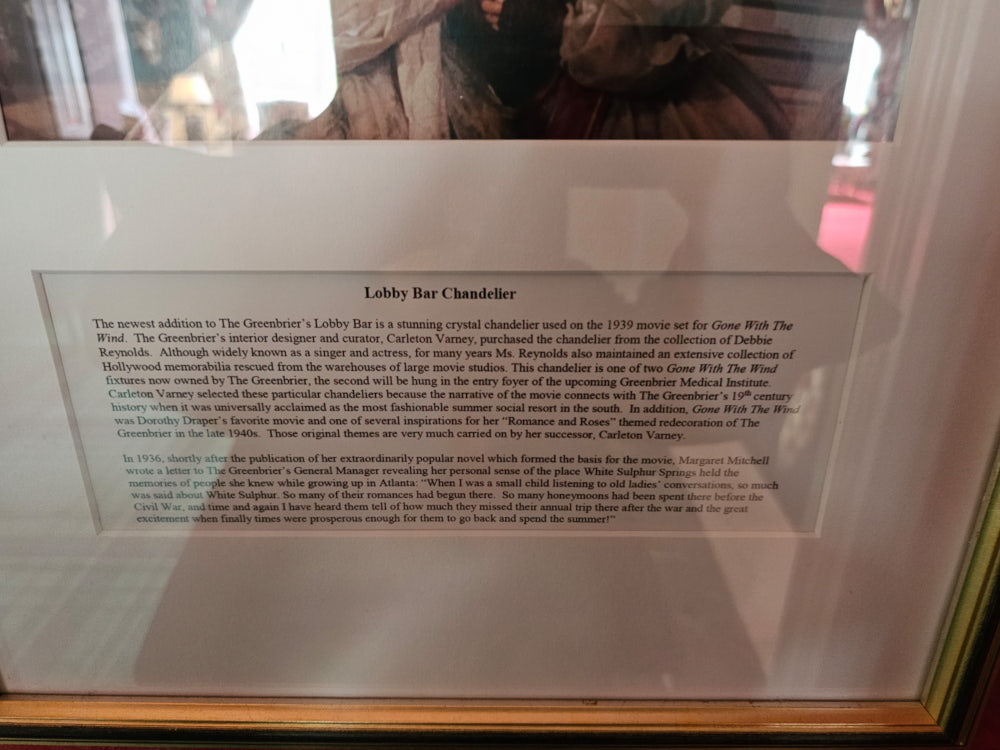 Lobby Bar Chandelier
The newest addition to The Greenbrier's Lobby Bar is a stunning crystal chandelier used on the 1939 movie set for Gone With The
Wind. The Greenbrier's interior designer and curator, Carleton Varney, purchased the chandelier from the collection of Debbie
Reynolds. Although widely known as a singer and actress, for many years Ms. Reynolds also maintained an extensive collection of
Hollywood memorabilia rescued from the warehouses of large movie studios. This chandelier is one of two Gone With The Wind
fixtures now owned by The Greenbrier, the second will be hung in the entry foyer of the upcoming Greenbrier Medical Institute.
Carleton Varney selected these particular chandeliers because the narrative of the movie connects with The Greenbrier's 19th century
history when it was universally acclaimed as the most fashionable summer social resort in the south. In addition, Gone With The Wind
was Dorothy Draper's favorite movie and one of several inspirations for her "Romance and Roses" themed redecoration of The
Greenbrier in the late 1940s. Those original themes are very much carried on by her successor, Carleton Varney.
In 1936, shortly after the publication of her extraordinarily popular novel which formed the basis for the movie, Margaret Mitchell
wrote a letter to The Greenbrier's General Manager revealing her personal sense of the place White Sulphur Springs held the
memories of people she knew while growing up in Atlanta: "When I was a small child listening to old ladies' conversations, so much
was said about White Sulphur. So many of their romances had begun there. So many honeymoons had been spent there before the
Civil War, and time and again I have heard them tell of how much they missed their annual trip there after the war and the great
excitement when finally times were prosperous enough for them to go back and spend the summer!"